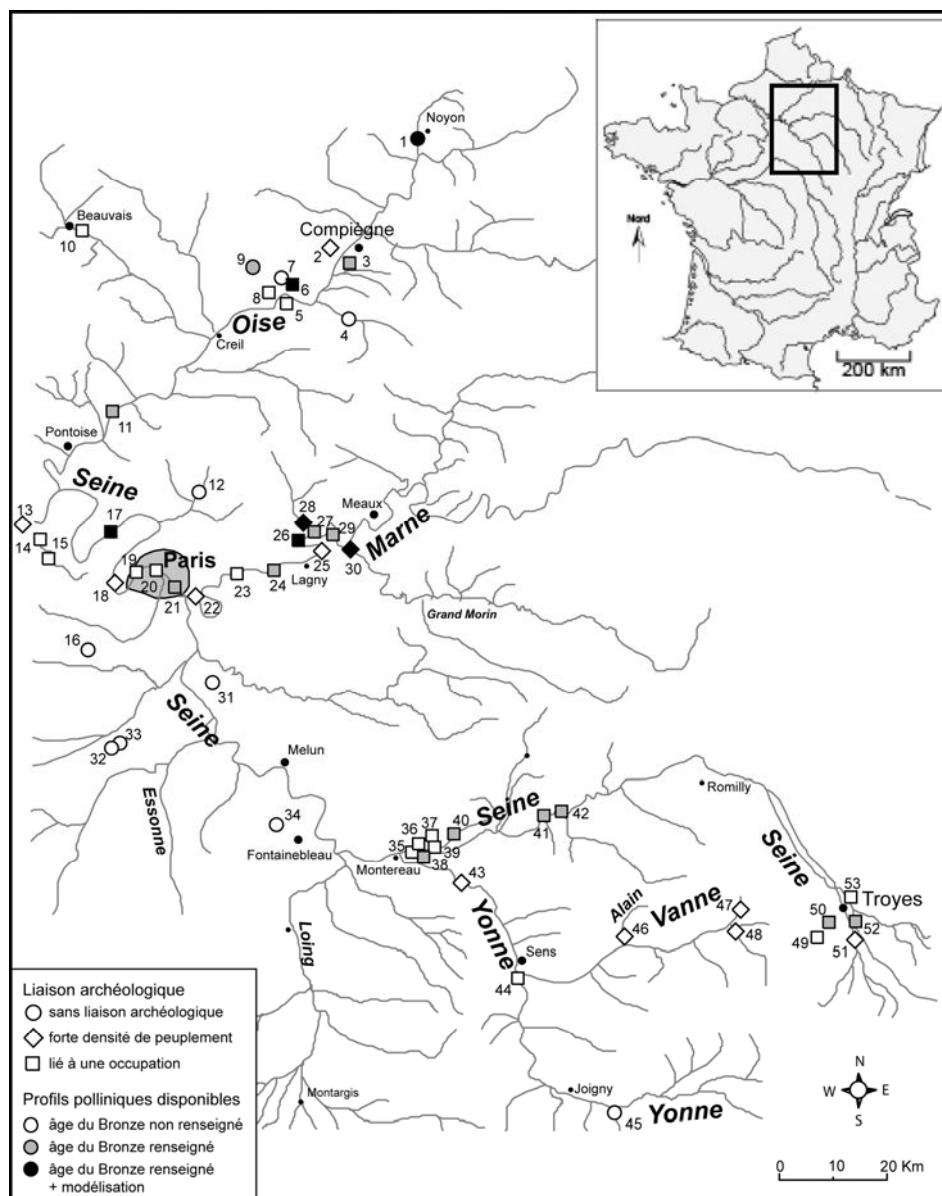 Noyon
1
Beauvais
10
Compiègne
2
3
9
7
6
8
5
4
Oise
Creil
Nord
200 km
11
Pontoise
Seine
12
13
14
15
17
28
27
29
26
Meaux
Marne
25
30
Lagny
19
Paris
20
21
18
22
23
24
Grand Morin
16
31
Seine
33
32
Melun
Essonne
34
Fontainebleau
37
36
40
Seine
41
42
35
39
38
Montereau
Romilly
43
Yonne
Alain
Vanne
47
46
48
Seine
53
Troyes
50
52
49
51
Loing
Sens
44
Montargis
Joigny
45
Yonne
N
W
E
S
0
10
20 Km
Liaison archéologique
sans liaison archéologique
forte densité de peuplement
lié à une occupation
Profils polliniques disponibles
âge du Bronze non renseigné
âge du Bronze renseigné
âge du Bronze renseigné
+ modélisation